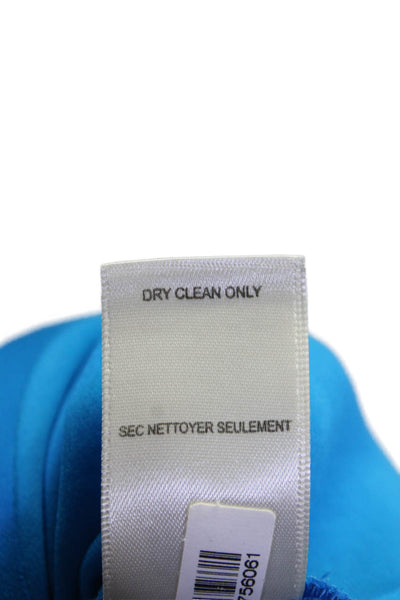 DRY CLEAN ONLY
SEC NETTOYER SEULEMENT
756061